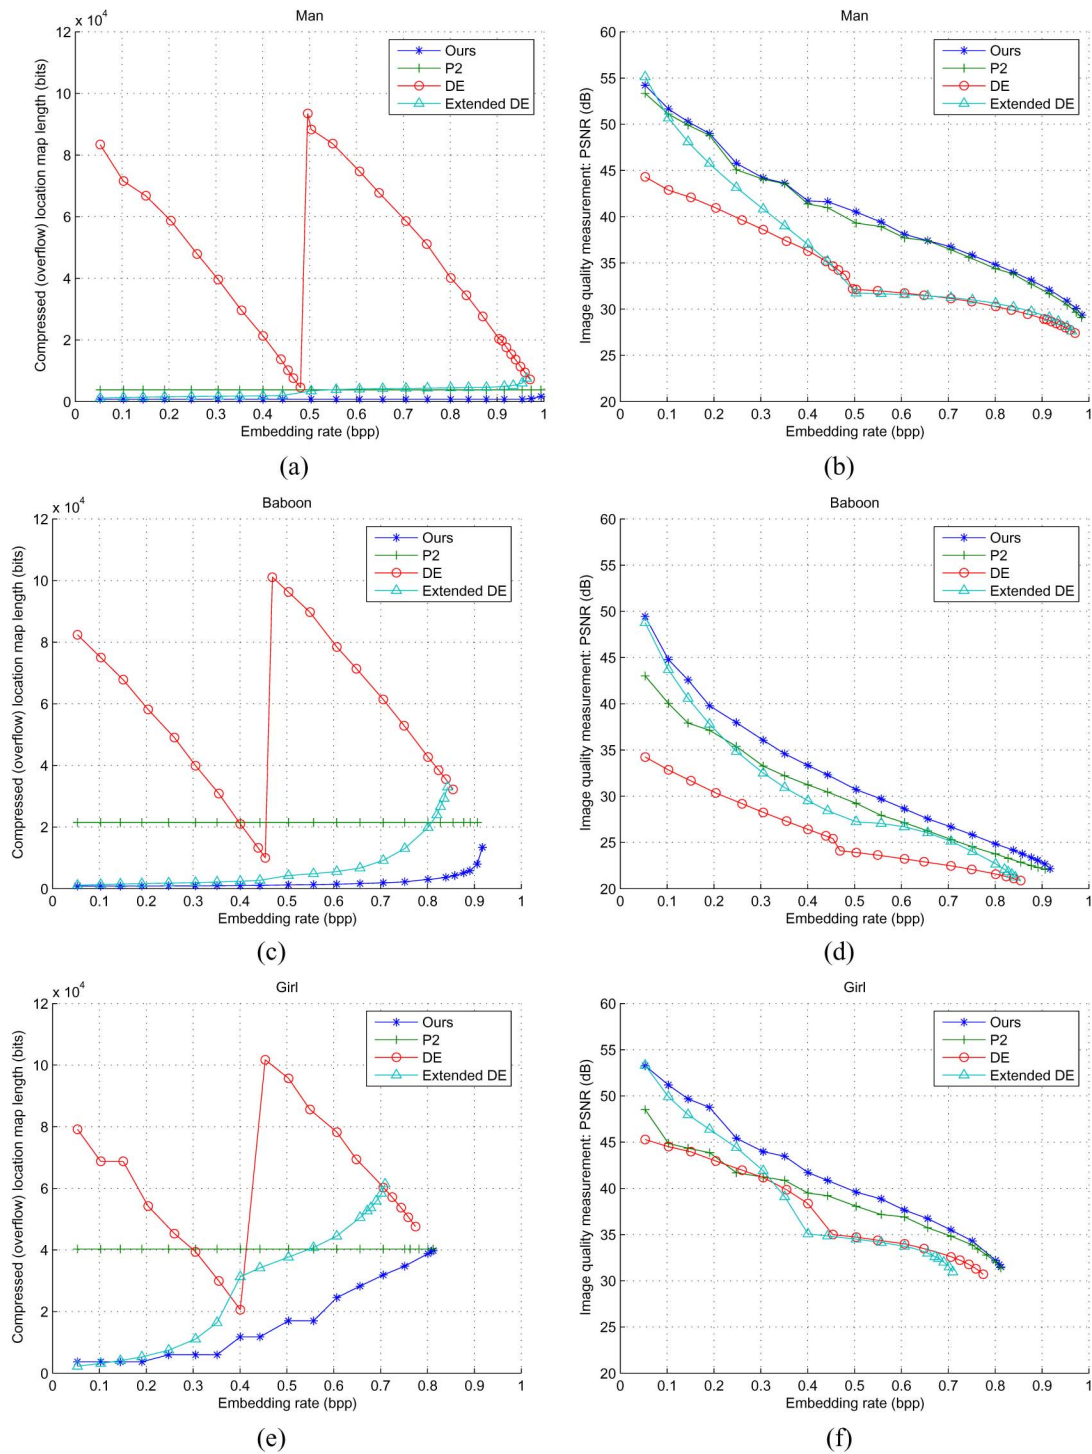 Man
x 10^4
Compressed (overflow) location map length (bits)
12
10
8
6
4
2
0
Ours
P2
DE
Extended DE
0 0.1 0.2 0.3 0.4 0.5 0.6 0.7 0.8 0.9 1
Embedding rate (bpp)
(a)
Man
Image quality measurement: PSNR (dB)
60
55
50
45
40
35
30
25
20
Ours
P2
DE
Extended DE
0 0.1 0.2 0.3 0.4 0.5 0.6 0.7 0.8 0.9 1
Embedding rate (bpp)
(b)
Baboon
x 10^4
Compressed (overflow) location map length (bits)
12
10
8
6
4
2
0
Ours
P2
DE
Extended DE
0 0.1 0.2 0.3 0.4 0.5 0.6 0.7 0.8 0.9 1
Embedding rate (bpp)
(c)
Baboon
Image quality measurement: PSNR (dB)
60
55
50
45
40
35
30
25
20
Ours
P2
DE
Extended DE
0 0.1 0.2 0.3 0.4 0.5 0.6 0.7 0.8 0.9 1
Embedding rate (bpp)
(d)
Girl
x 10^4
Compressed (overflow) location map length (bits)
12
10
8
6
4
2
0
Ours
P2
DE
Extended DE
0 0.1 0.2 0.3 0.4 0.5 0.6 0.7 0.8 0.9 1
Embedding rate (bpp)
(e)
Girl
Image quality measurement: PSNR (dB)
60
55
50
45
40
35
30
25
20
Ours
P2
DE
Extended DE
0 0.1 0.2 0.3 0.4 0.5 0.6 0.7 0.8 0.9 1
Embedding rate (bpp)
(f)